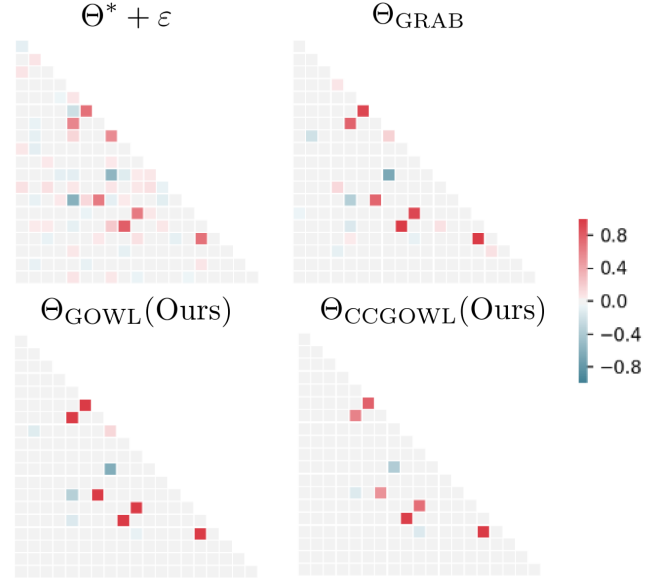 Θ* + ε
Θ_GRAB
0.8
0.4
0.0
−0.4
−0.8
Θ_GOWL(Ours)
Θ_CCGOWL(Ours)